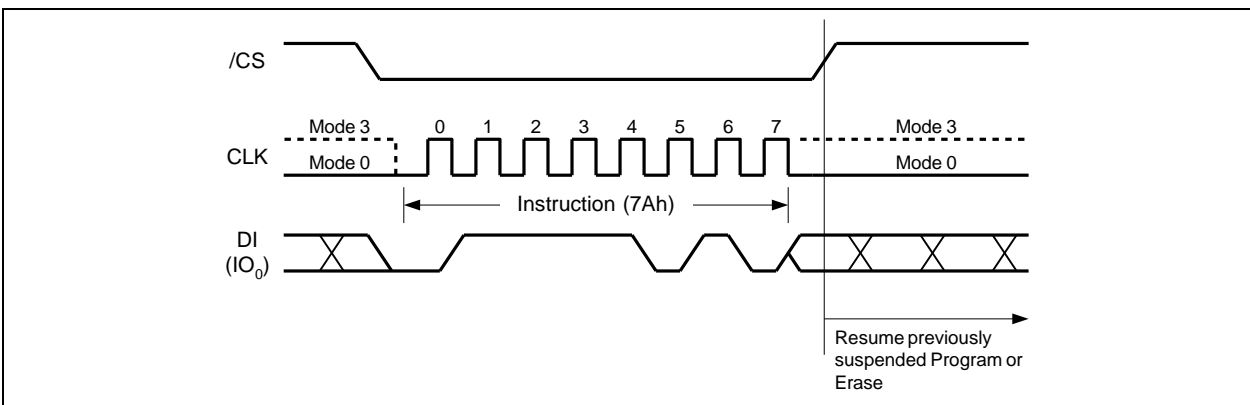 /CS
Mode 3
0 1 2 3 4 5 6 7
Mode 3
CLK
Mode 0
Mode 0
Instruction (7Ah)
DI
(IO0)
Resume previously
suspended Program or
Erase